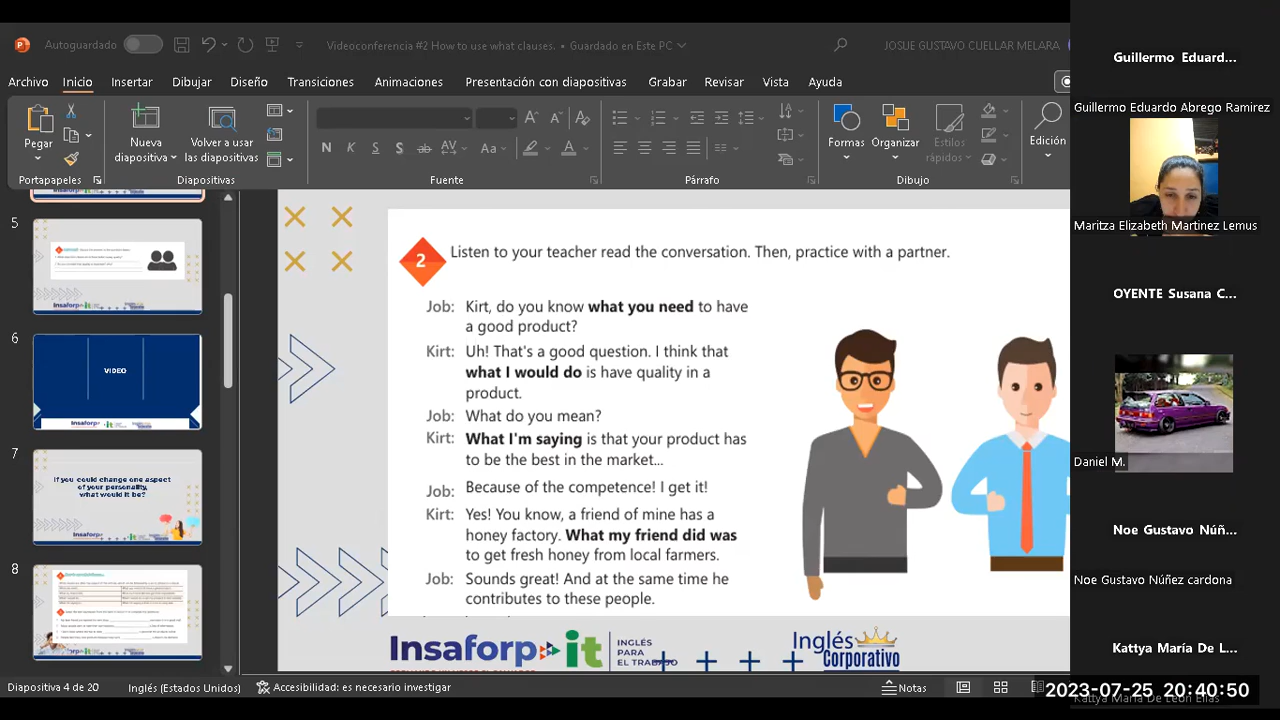 Autoguardado
Videoconferencia #2 How to use what clauses. • Guardado en Este PC
JOSUE GUSTAVO CUELLAR MELARA
Archivo Inicio Insertar Dibujar Diseño Transiciones Animaciones Presentación con diapositivas Grabar Revisar Vista Ayuda
Pegar
Nueva diapositiva
Volver a usar las diapositivas
N K S S ab AV Aa A
Formas Organizar Estilos rápidos Edición
Portapapeles Diapositivas Fuente Párrafo Dibujo
5
6
VIDEO
7
If you could change one aspect
of your personality,
what would it be?
8
2
Listen to your teacher read the conversation. Then, practice with a partner.
Job: Kirt, do you know what you need to have
a good product?
Kirt: Uh! That's a good question. I think that
what I would do is have quality in a
product.
Job: What do you mean?
Kirt: What I'm saying is that your product has
to be the best in the market...
Job: Because of the competence! I get it!
Kirt: Yes! You know, a friend of mine has a
honey factory. What my friend did was
to get fresh honey from local farmers.
Job: Sounds great! And at the same time he
contributes to these people.
Insaforp it
INGLÉS
PARA
EL TRABAJO
Inglés
Corporativo
Diapositiva 4 de 20 Inglés (Estados Unidos) Accesibilidad: es necesario investigar Notas
Guillermo Eduard...
Guillermo Eduardo Abrego Ramirez
Maritza Elizabeth Martinez Lemus
OYENTE Susana C...
Daniel M.
Noe Gustavo Núñ...
Noe Gustavo Núñez cardona
Kattya María De L...
Kattya María De León Elías
2023-07-25 20:40:50